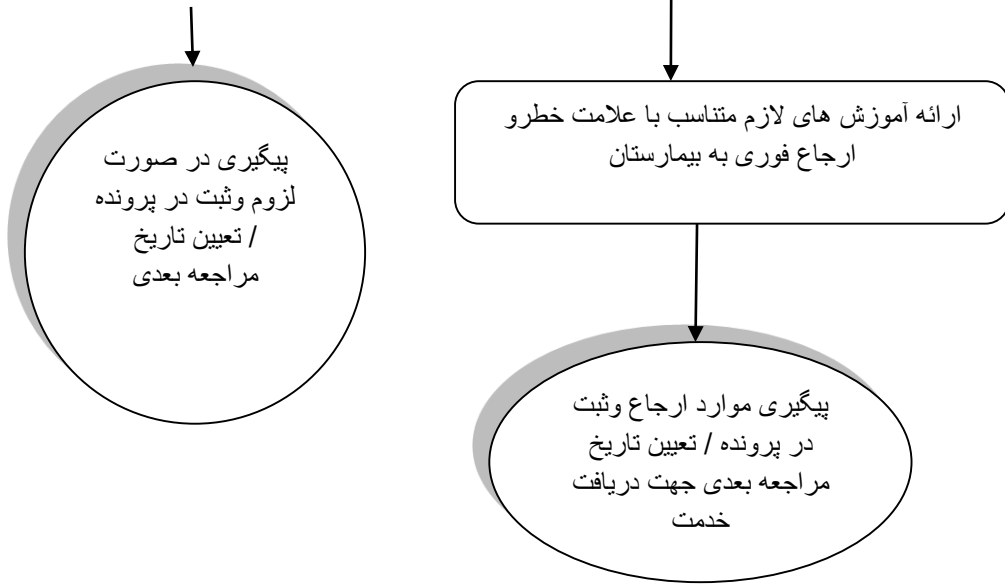 ارائه آموزش های لازم متناسب با علامت خطرو
ارجاع فوری به بیمارستان
پیگیری در صورت
لزوم وثبت در پرونده
/ تعیین تاریخ
مراجعه بعدی
پیگیری موارد ارجاع وثبت
در پرونده / تعیین تاریخ
مراجعه بعدی جهت دریافت
خدمت